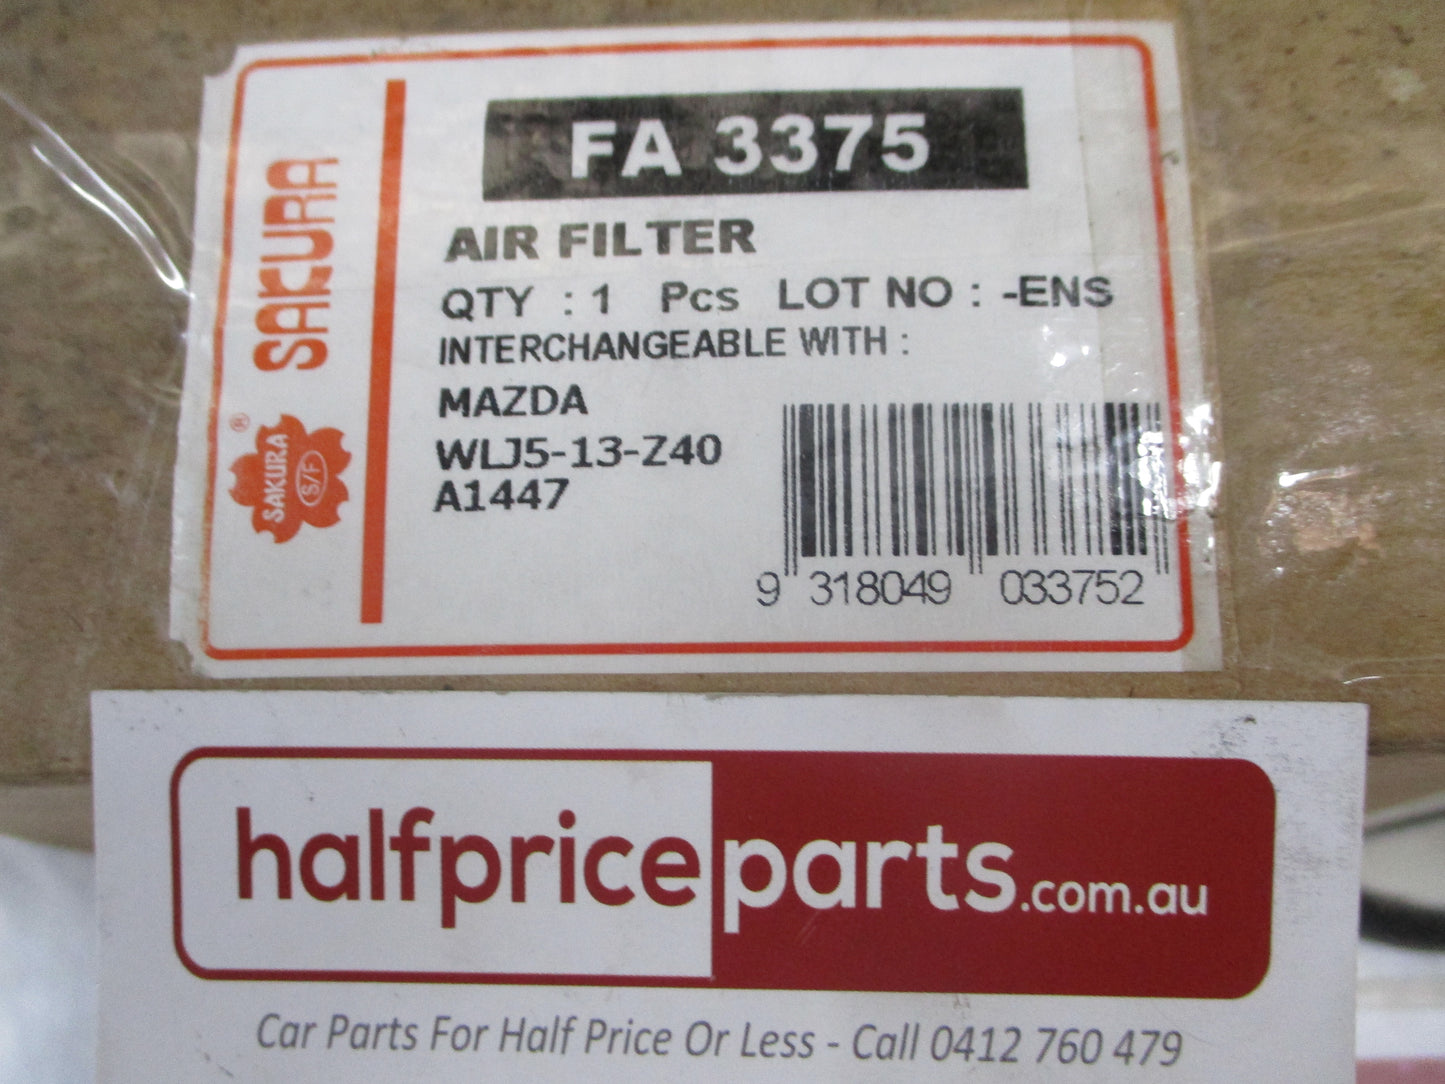 SAKURA
SAKURA
S/F
®
FA 3375
AIR FILTER
QTY : 1 Pcs LOT NO : -ENS
INTERCHANGEABLE WITH :
MAZDA
WLJ5-13-Z40
A1447
9 318049 033752
halfpriceparts.com.au
Car Parts For Half Price Or Less - Call 0412 760 479